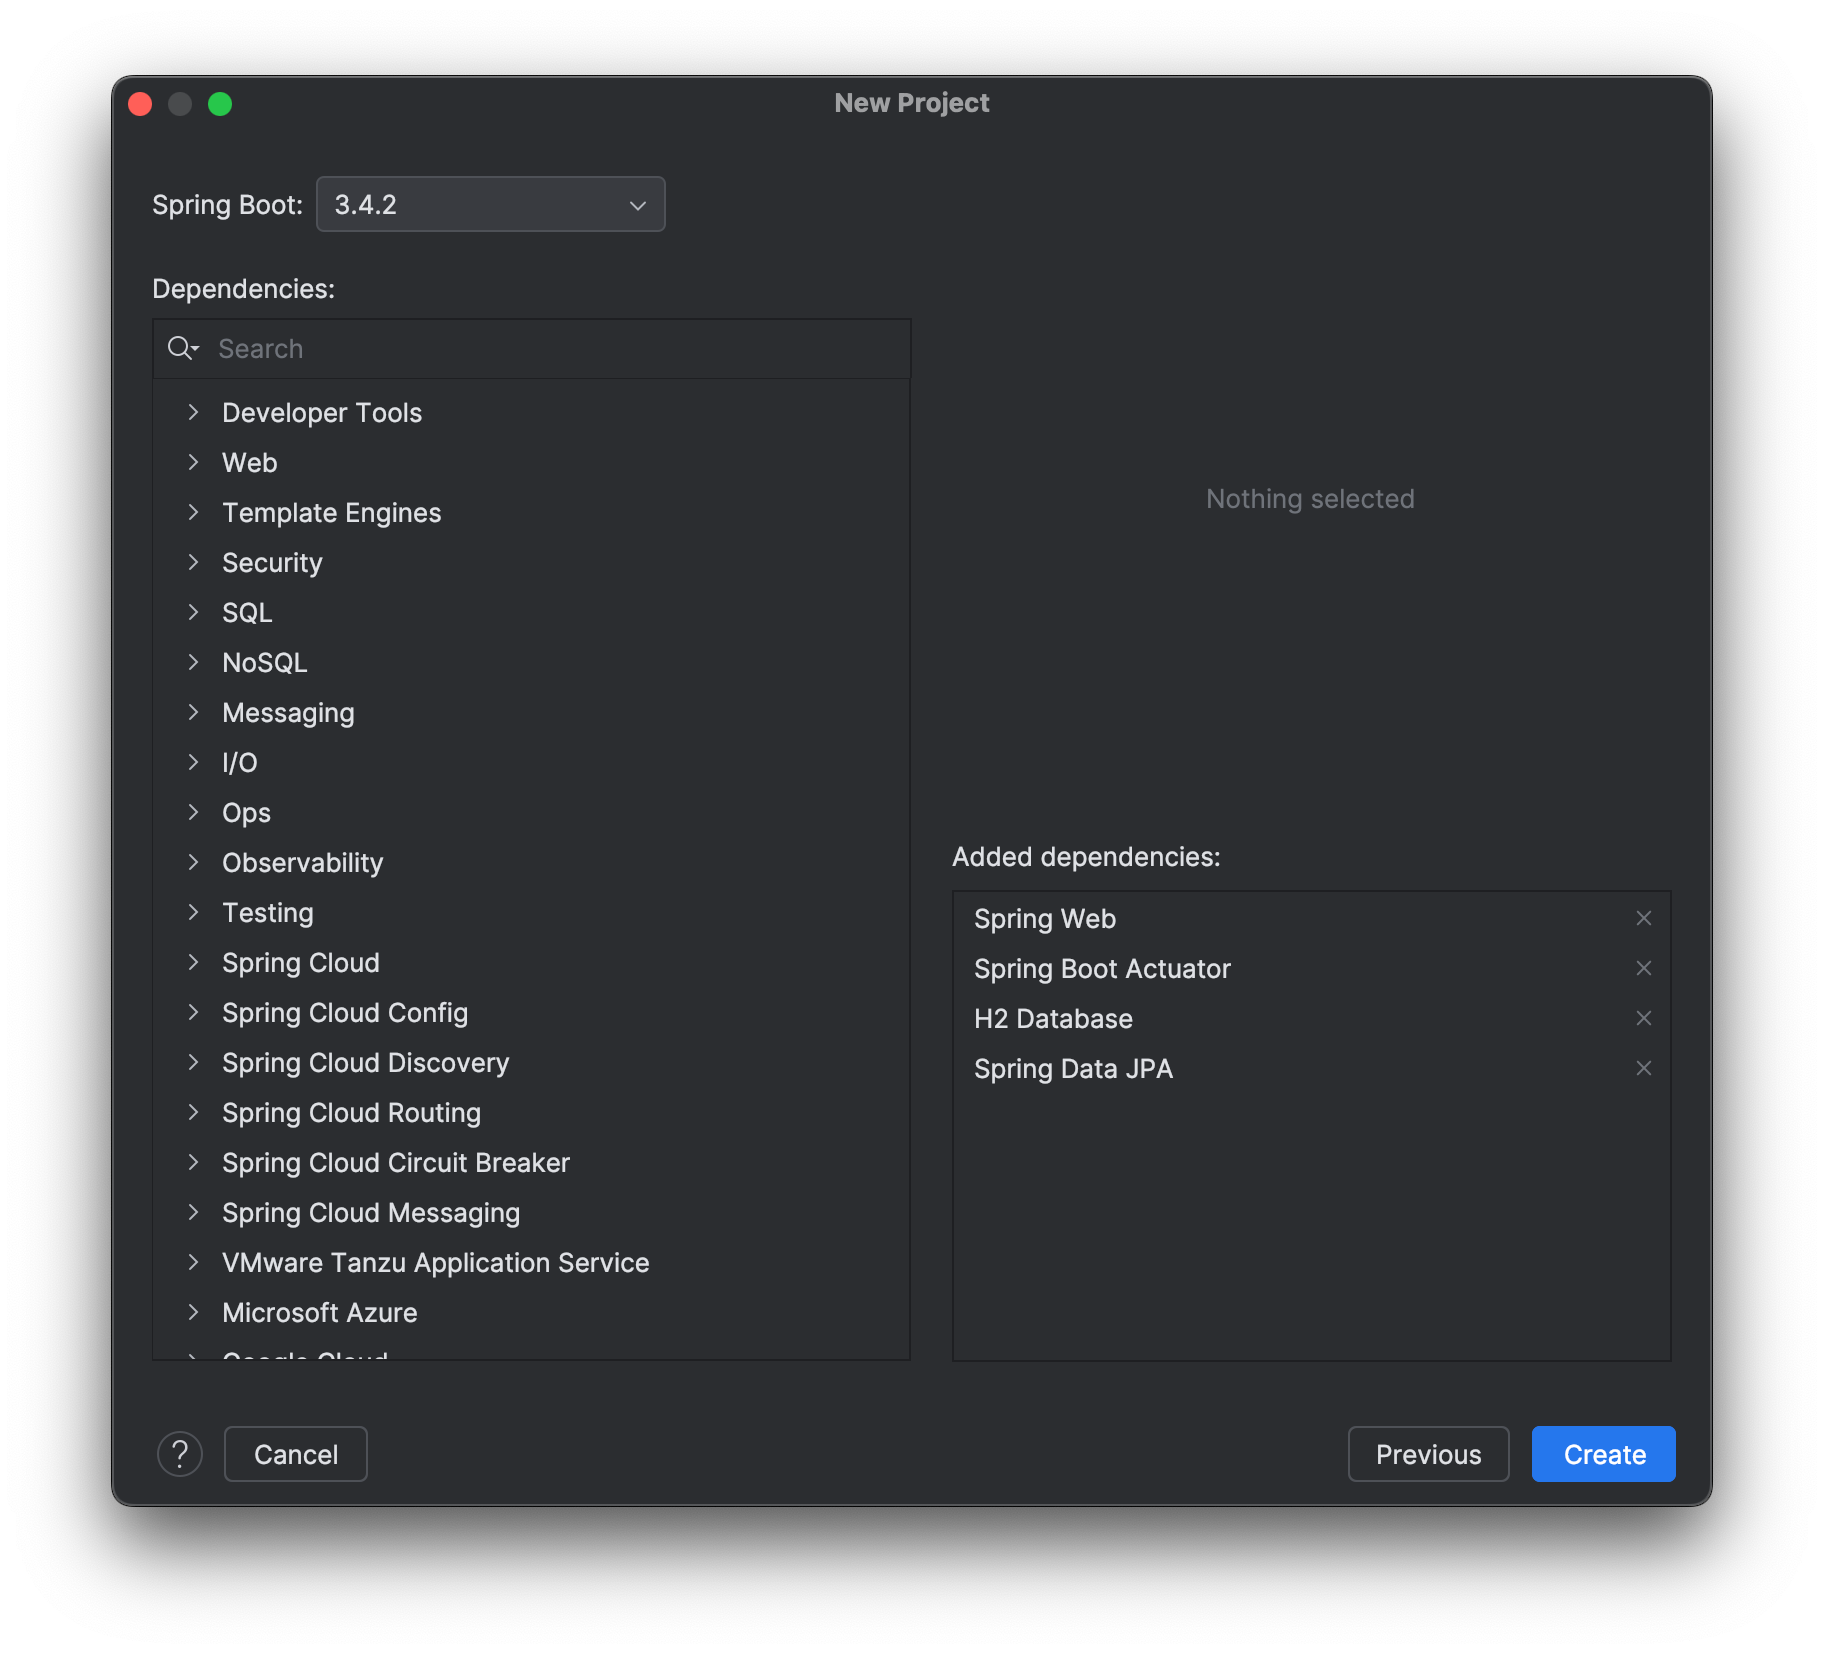 New Project
Spring Boot: 3.4.2
Dependencies:
Search
Developer Tools
Web
Template Engines
Security
SQL
NoSQL
Messaging
I/O
Ops
Observability
Testing
Spring Cloud
Spring Cloud Config
Spring Cloud Discovery
Spring Cloud Routing
Spring Cloud Circuit Breaker
Spring Cloud Messaging
VMware Tanzu Application Service
Microsoft Azure
Google Cloud
Nothing selected
Added dependencies:
Spring Web
Spring Boot Actuator
H2 Database
Spring Data JPA
?
Cancel
Previous
Create